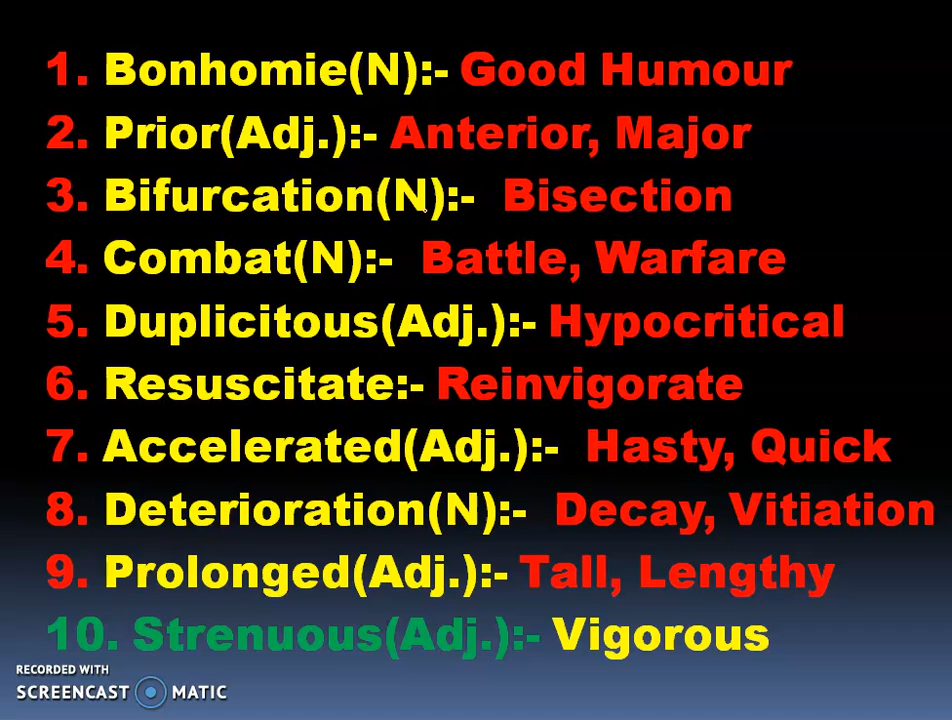 1. Bonhomie(N):- Good Humour
2. Prior(Adj.):- Anterior, Major
3. Bifurcation(N):- Bisection
4. Combat(N):- Battle, Warfare
5. Duplicitous(Adj.):- Hypocritical
6. Resuscitate:- Reinvigorate
7. Accelerated(Adj.):- Hasty, Quick
8. Deterioration(N):- Decay, Vitiation
9. Prolonged(Adj.):- Tall, Lengthy
10. Strenuous(Adj.):- Vigorous
RECORDED WITH
SCREENCAST MATIC